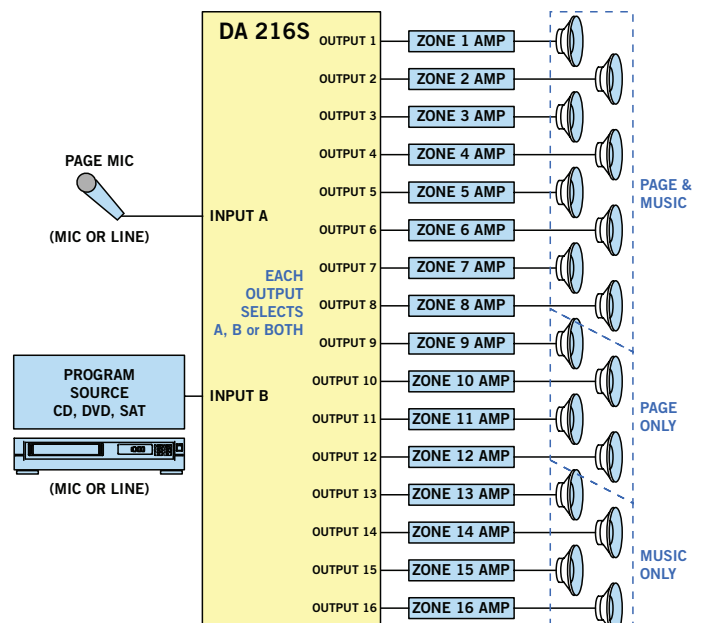 DA 216S
OUTPUT 1
ZONE 1 AMP
OUTPUT 2
ZONE 2 AMP
OUTPUT 3
ZONE 3 AMP
OUTPUT 4
ZONE 4 AMP
OUTPUT 5
ZONE 5 AMP
OUTPUT 6
ZONE 6 AMP
OUTPUT 7
ZONE 7 AMP
OUTPUT 8
ZONE 8 AMP
OUTPUT 9
ZONE 9 AMP
OUTPUT 10
ZONE 10 AMP
OUTPUT 11
ZONE 11 AMP
OUTPUT 12
ZONE 12 AMP
OUTPUT 13
ZONE 13 AMP
OUTPUT 14
ZONE 14 AMP
OUTPUT 15
ZONE 15 AMP
OUTPUT 16
ZONE 16 AMP
PAGE MIC
(MIC OR LINE)
INPUT A
EACH
OUTPUT
SELECTS
A, B or BOTH
PROGRAM
SOURCE
CD, DVD, SAT
INPUT B
(MIC OR LINE)
PAGE &
MUSIC
PAGE
ONLY
MUSIC
ONLY